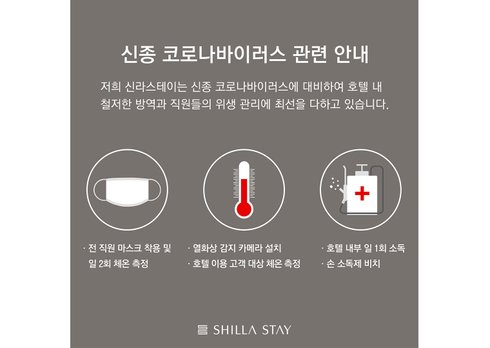 신종 코로나바이러스 관련 안내
저희 신라스테이는 신종 코로나바이러스에 대비하여 호텔 내
철저한 방역과 직원들의 위생 관리에 최선을 다하고 있습니다.
· 전 직원 마스크 착용 및
일 2회 체온 측정
· 열화상 감지 카메라 설치
· 호텔 이용 고객 대상 체온 측정
· 호텔 내부 일 1회 소독
· 손 소독제 비치
SHILLA STAY